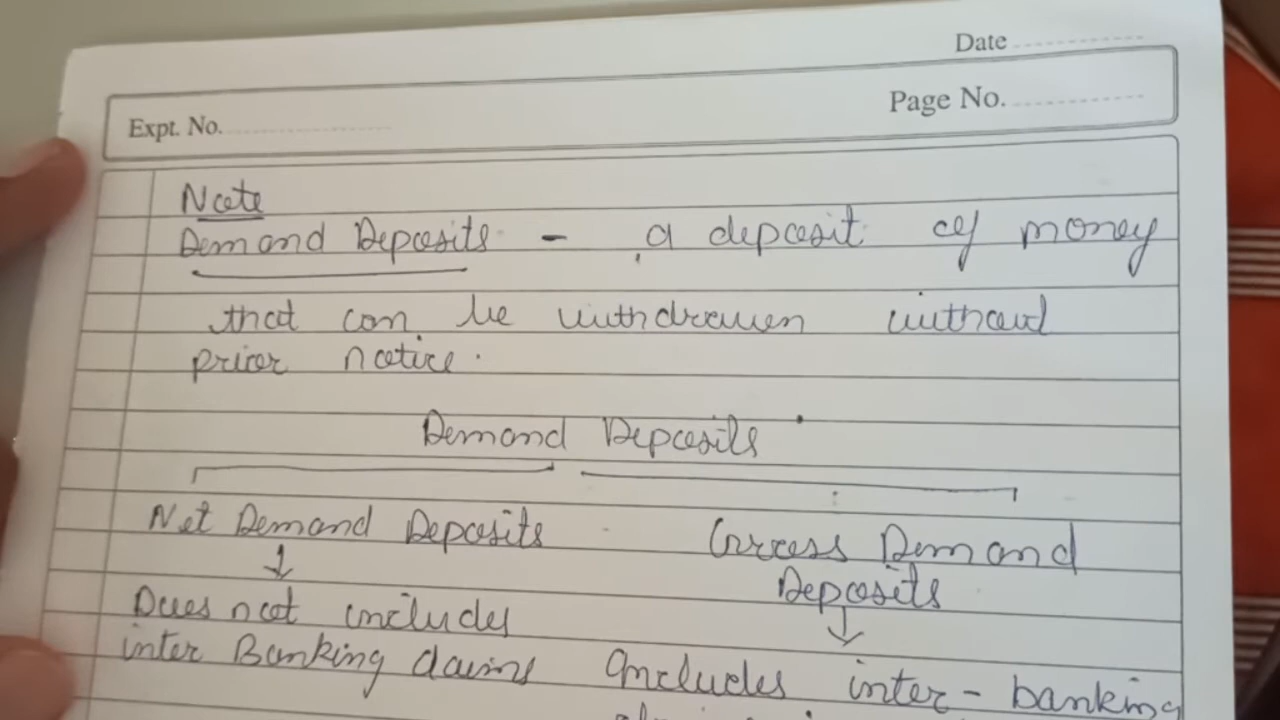 Date
Page No.
Expt. No.
Note
Demand Deposits - a deposit of money
that can be withdrawn without
prior notice.
Demand Deposits
Net Demand Deposits
Does not includes
inter Banking claims
Gross Demand
Deposits
Includes inter-banking